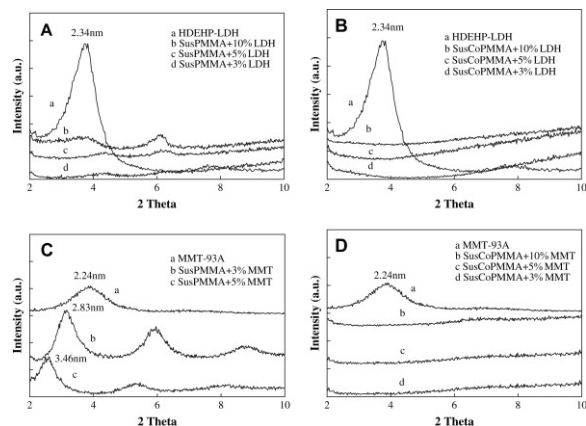 A
2.34nm
a HDEHP-LDH
b SusPMMA+10% LDH
c SusPMMA+5% LDH
d SusPMMA+3% LDH
a
b
c
d
Intensity (a.u.)
2 4 6 8 10
2 Theta
B
2.34nm
a HDEHP-LDH
b SusCoPMMA+10% LDH
c SusCoPMMA+5% LDH
d SusCoPMMA+3% LDH
a
b
c
d
Intensity (a.u.)
2 4 6 8 10
2 Theta
C
a MMT-93A
b SusPMMA+3% MMT
c SusPMMA+5% MMT
2.24nm
a
2.83nm
b
3.46nm
c
Intensity (a.u.)
2 4 6 8 10
2 Theta
D
a MMT-93A
b SusCoPMMA+10% MMT
c SusCoPMMA+5% MMT
d SusCoPMMA+3% MMT
2.24nm
a
b
c
d
Intensity (a.u.)
2 4 6 8 10
2 Theta